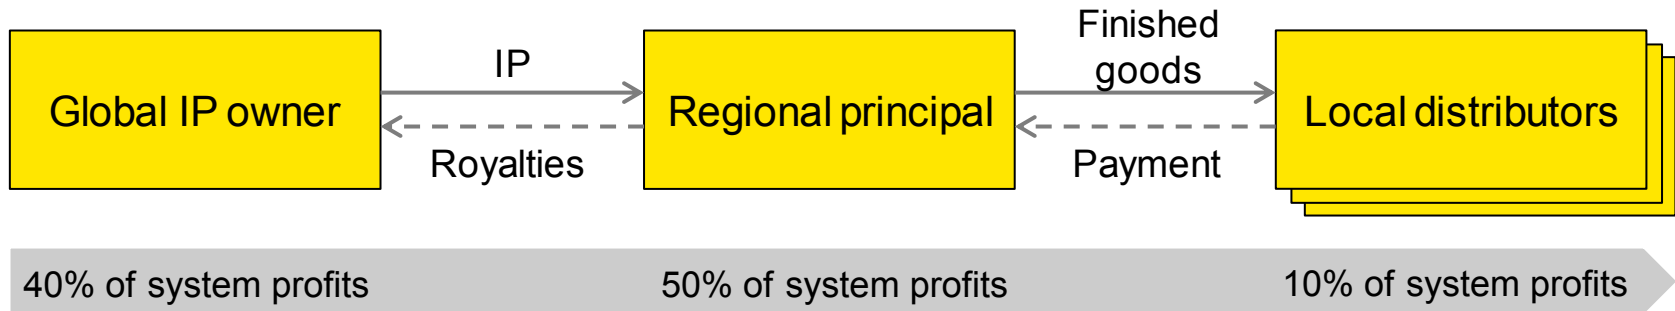 Global IP owner
IP
Royalties
Regional principal
Finished
goods
Payment
Local distributors
40% of system profits
50% of system profits
10% of system profits